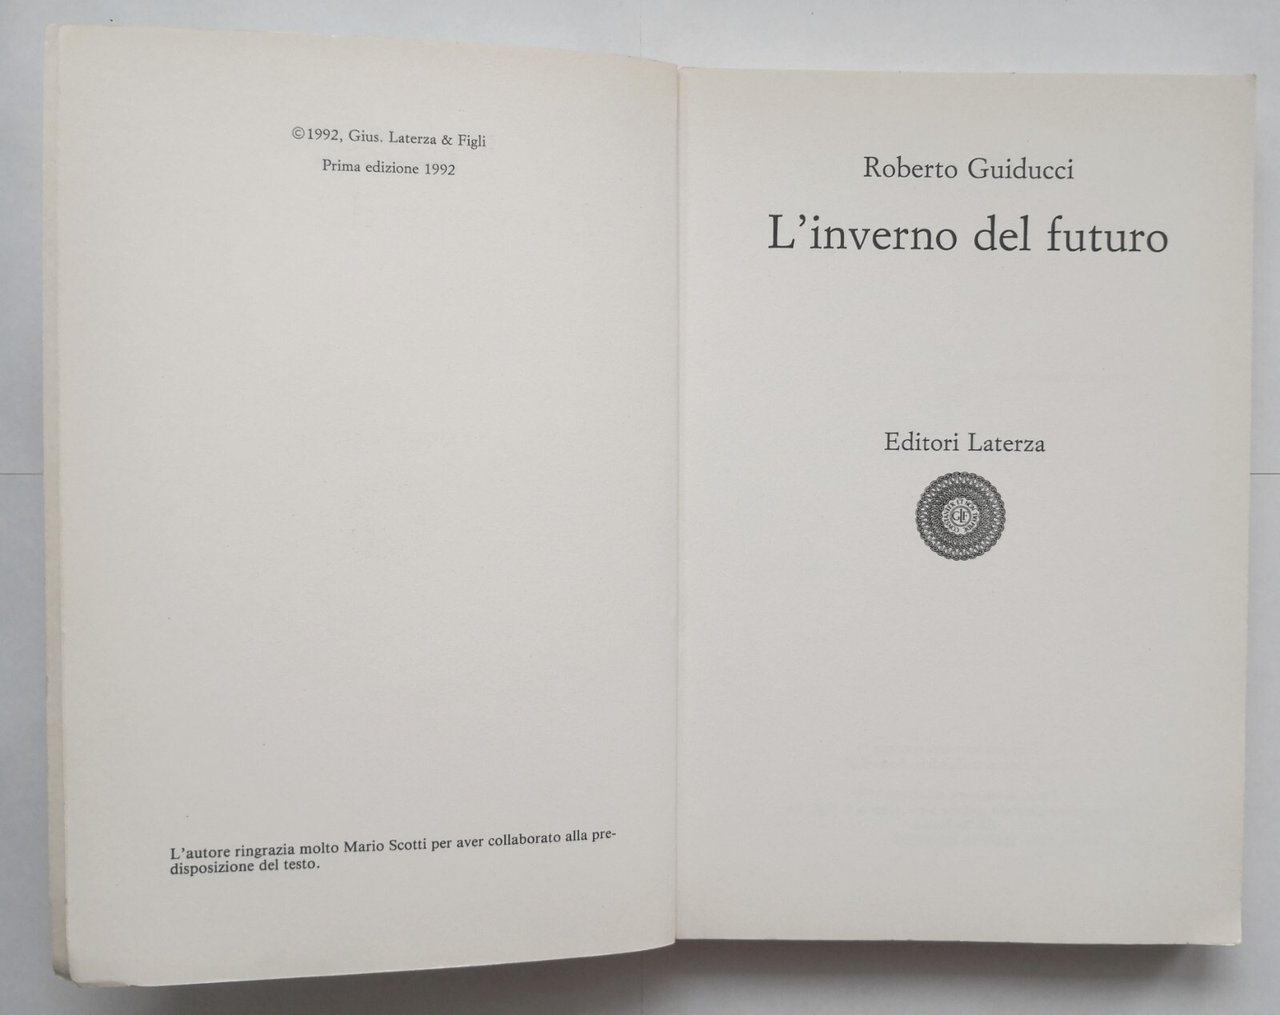 ©1992, Gius. Laterza & Figli
Prima edizione 1992
L'autore ringrazia molto Mario Scotti per aver collaborato alla pre-
disposizione del testo.
Roberto Guiducci
L'inverno del futuro
Editori Laterza